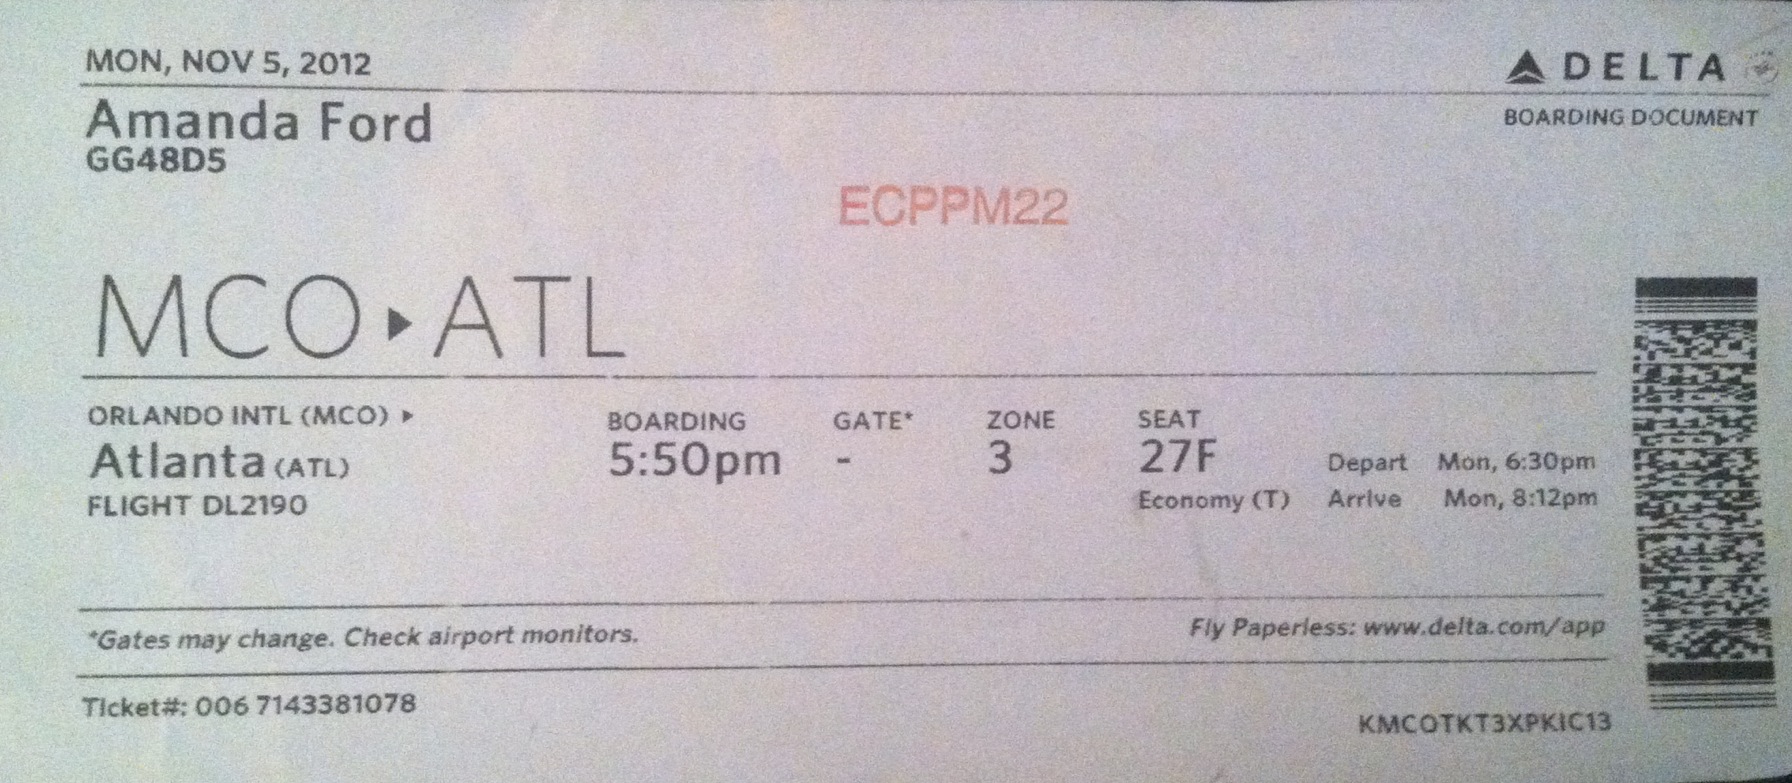 MON, NOV 5, 2012
DELTA
Amanda Ford
BOARDING DOCUMENT
GG48D5
ECPPM22
MCO▸ATL
ORLANDO INTL (MCO) ▸ BOARDING GATE* ZONE SEAT
Atlanta (ATL) 5:50pm - 3 27F Depart Mon, 6:30pm
FLIGHT DL2190 Economy (T) Arrive Mon, 8:12pm
*Gates may change. Check airport monitors. Fly Paperless: www.delta.com/app
Ticket#: 006 7143381078
KMCOTKT3XPKIC13